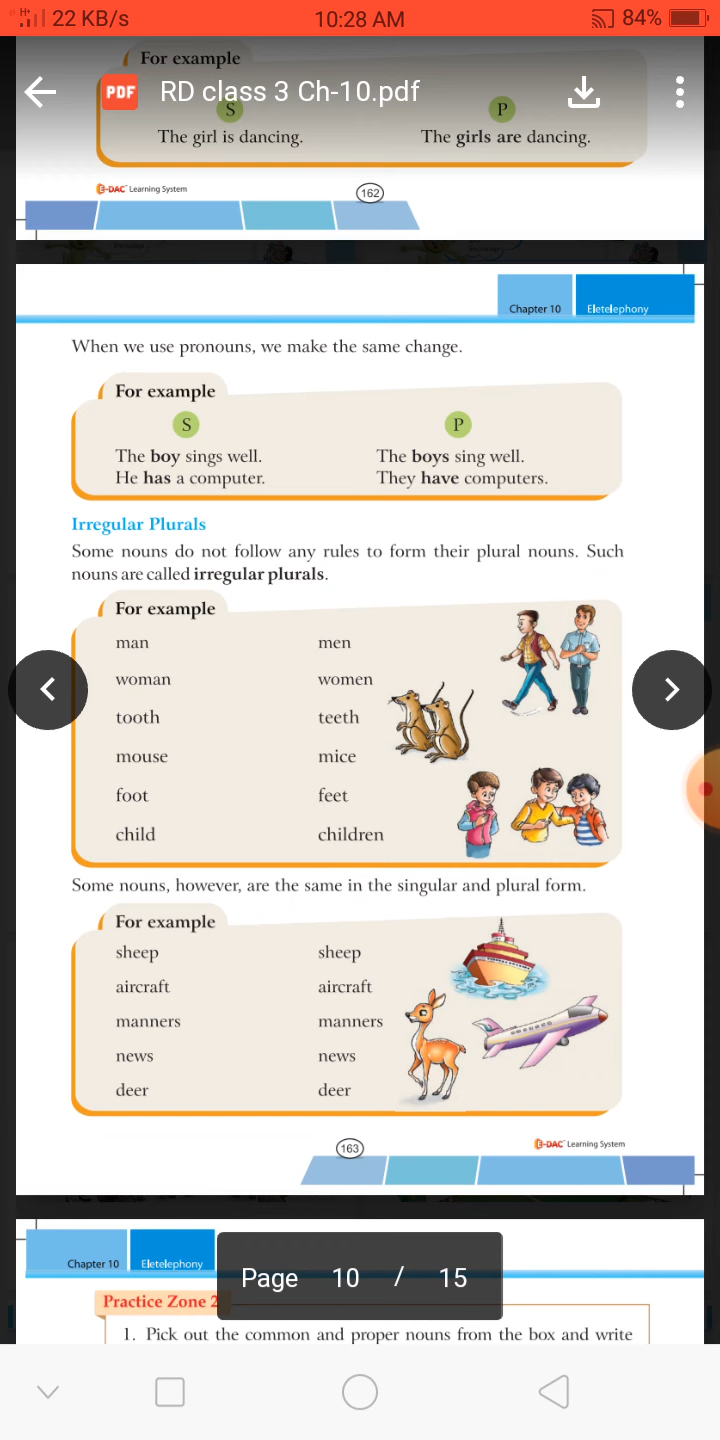 22 KB/s 10:28 AM 84%
For example
PDF RD class 3 Ch-10.pdf
S P
The girl is dancing. The girls are dancing.
E-DAC Learning System 162
Chapter 10 Eletelephony
When we use pronouns, we make the same change.
For example
S P
The boy sings well. The boys sing well.
He has a computer. They have computers.
Irregular Plurals
Some nouns do not follow any rules to form their plural nouns. Such
nouns are called irregular plurals.
For example
man men
woman women
tooth teeth
mouse mice
foot feet
child children
Some nouns, however, are the same in the singular and plural form.
For example
sheep sheep
aircraft aircraft
manners manners
news news
deer deer
163 E-DAC Learning System
Chapter 10 Eletelephony
Page 10 / 15
Practice Zone 2
1. Pick out the common and proper nouns from the box and write